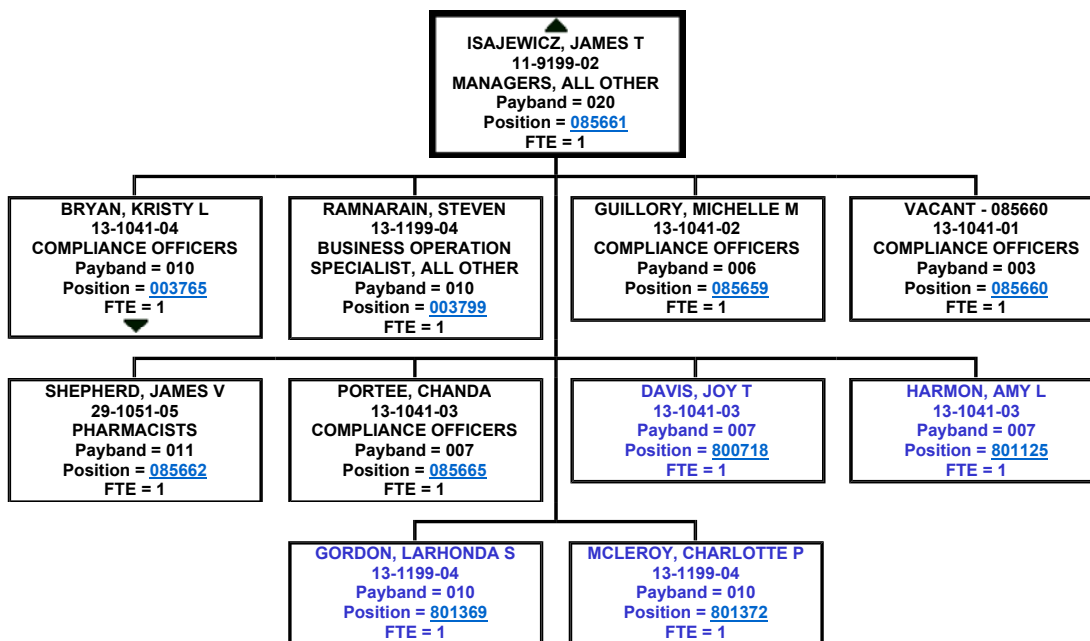 ISAJEWICZ, JAMES T
11-9199-02
MANAGERS, ALL OTHER
Payband = 020
Position = 085661
FTE = 1
BRYAN, KRISTY L
13-1041-04
COMPLIANCE OFFICERS
Payband = 010
Position = 003765
FTE = 1
RAMNARAIN, STEVEN
13-1199-04
BUSINESS OPERATION
SPECIALIST, ALL OTHER
Payband = 010
Position = 003799
FTE = 1
GUILLORY, MICHELLE M
13-1041-02
COMPLIANCE OFFICERS
Payband = 006
Position = 085659
FTE = 1
VACANT - 085660
13-1041-01
COMPLIANCE OFFICERS
Payband = 003
Position = 085660
FTE = 1
SHEPHERD, JAMES V
29-1051-05
PHARMACISTS
Payband = 011
Position = 085662
FTE = 1
PORTEE, CHANDA
13-1041-03
COMPLIANCE OFFICERS
Payband = 007
Position = 085665
FTE = 1
DAVIS, JOY T
13-1041-03
Payband = 007
Position = 800718
FTE = 1
HARMON, AMY L
13-1041-03
Payband = 007
Position = 801125
FTE = 1
GORDON, LARHONDA S
13-1199-04
Payband = 010
Position = 801369
FTE = 1
MCLEROY, CHARLOTTE P
13-1199-04
Payband = 010
Position = 801372
FTE = 1